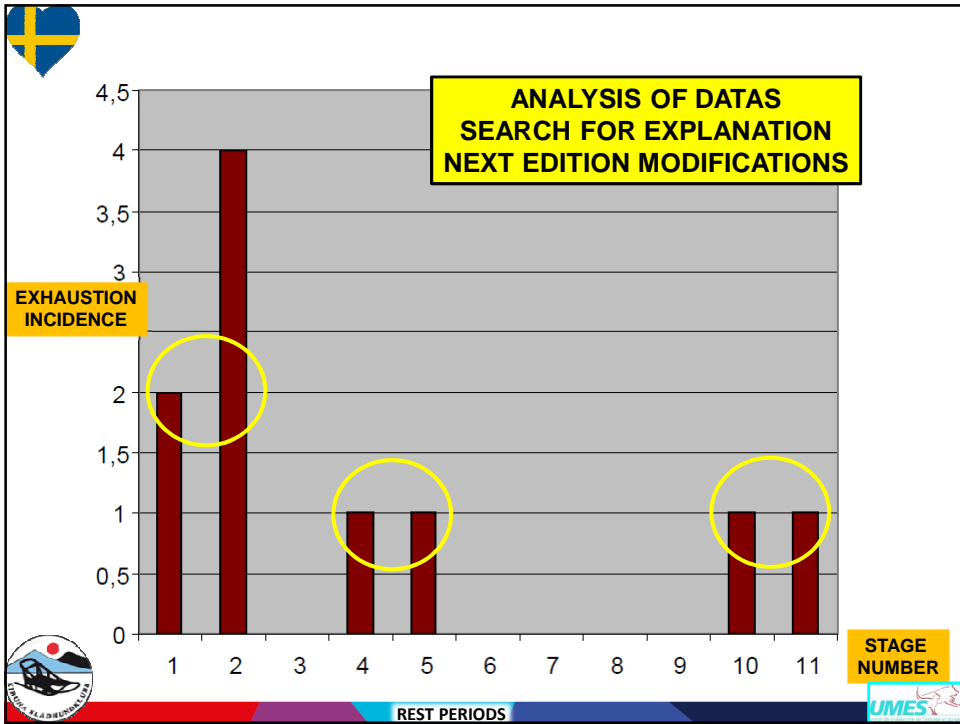 ANALYSIS OF DATAS
SEARCH FOR EXPLANATION
NEXT EDITION MODIFICATIONS
4,5
4
3,5
3
EXHAUSTION
INCIDENCE
2
1,5
1
0,5
0
1 2 3 4 5 6 7 8 9 10 11
STAGE
NUMBER
REST PERIODS
UMES